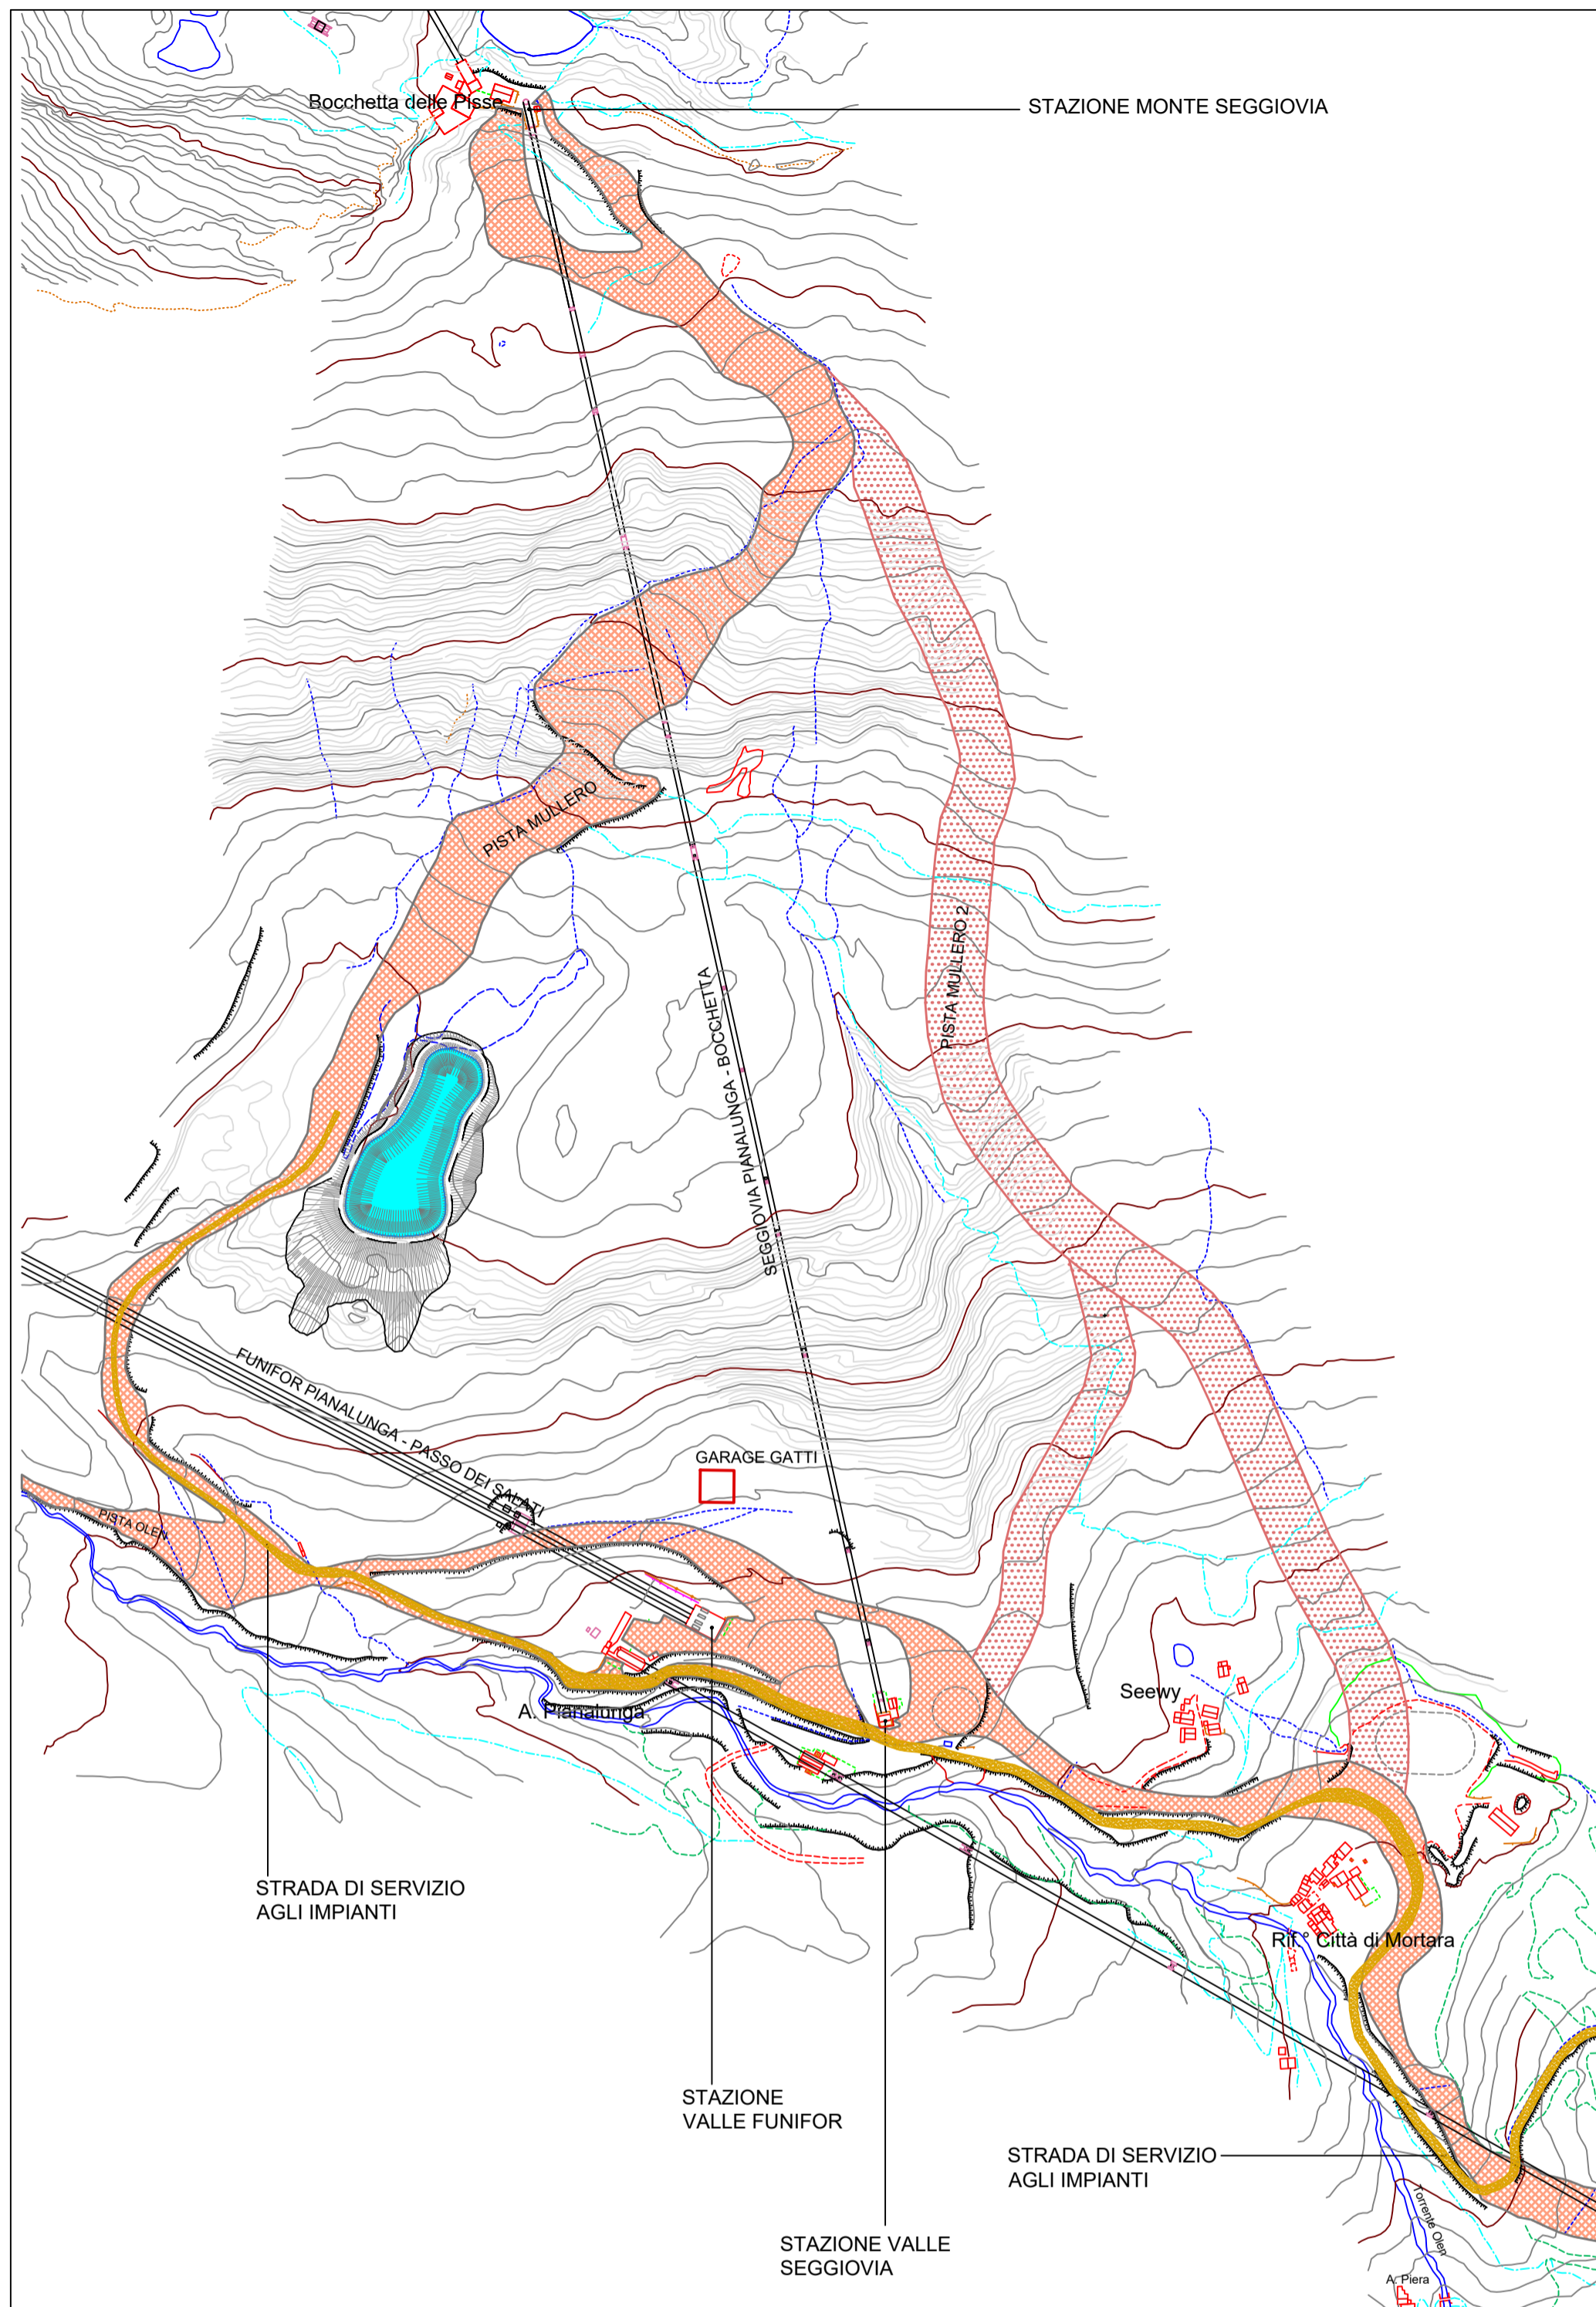 Bocchetta delle Pisse
STAZIONE MONTE SEGGIOVIA
PISTA MULLERO
PISTA MULLERO 2
SEGGIOVIA PIANALUNGA - BOCCHETTA
FUNIFOR PIANALUNGA - PASSO DEI SALATI
GARAGE GATTI
PISTA OLEN
Seewy
A. Pianalunga
STRADA DI SERVIZIO
AGLI IMPIANTI
Rif.° Città di Mortara
STAZIONE
VALLE FUNIFOR
STRADA DI SERVIZIO
AGLI IMPIANTI
Torrente Olen
STAZIONE VALLE
SEGGIOVIA
A. Piera